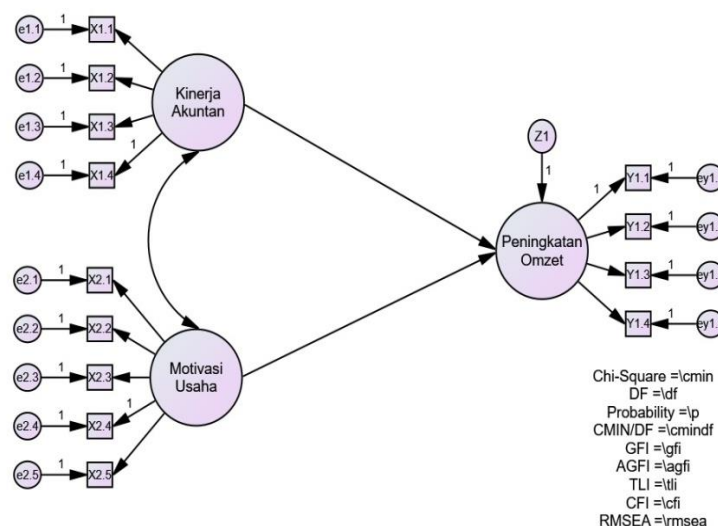 e1.1 1 X1.1
e1.2 1 X1.2
e1.3 1 X1.3
e1.4 1 X1.4
1
Kinerja
Akuntan
Z1
1
e2.1 1 X2.1
e2.2 1 X2.2
e2.3 1 X2.3
e2.4 1 X2.4
e2.5 1 X2.5
1
Motivasi
Usaha
Peningkatan
Omzet
1
Y1.1 1 ey1.
Y1.2 1 ey1.
Y1.3 1 ey1.
Y1.4 1 ey1.
Chi-Square =\cmin
DF =\df
Probability =\p
CMIN/DF =\cmindf
GFI =\gfi
AGFI =\agfi
TLI =\tli
CFI =\cfi
RMSEA =\rmsea